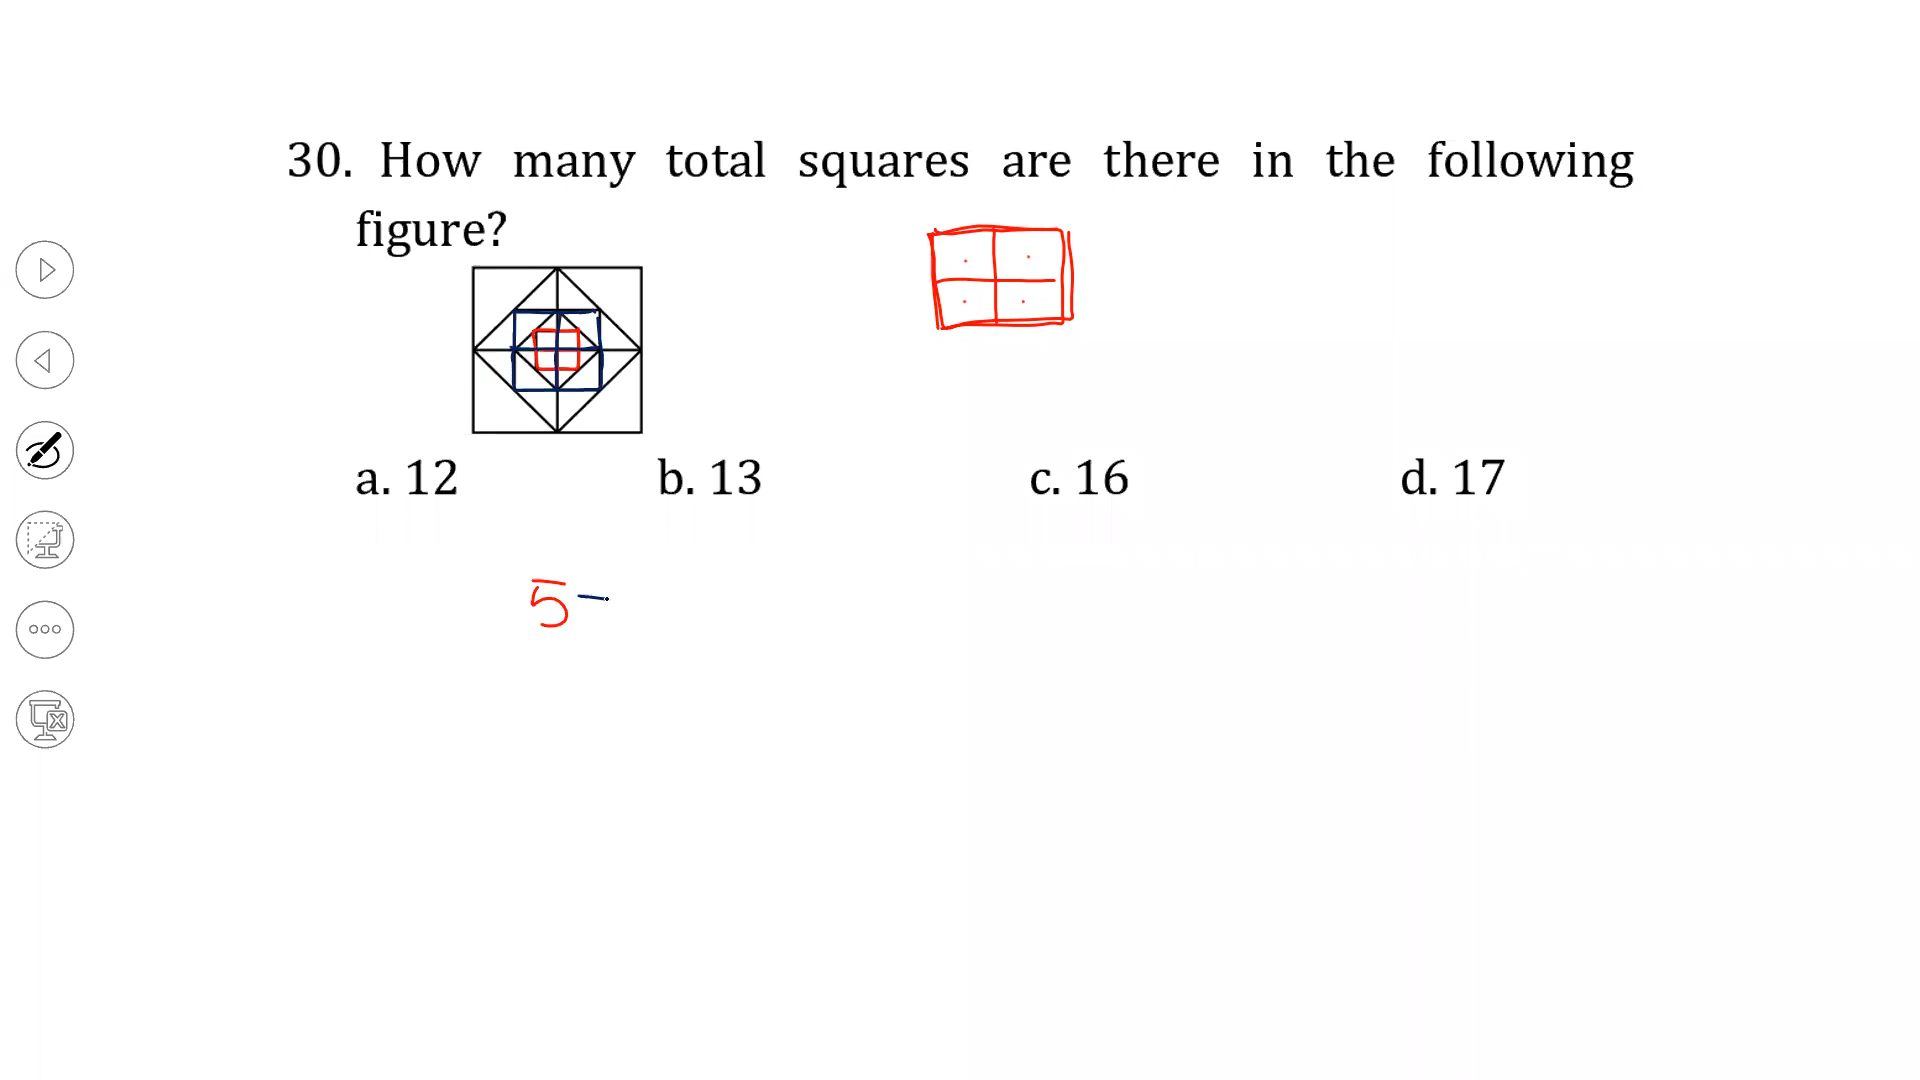 30. How many total squares are there in the following
figure?
a. 12 b. 13 c. 16 d. 17
5